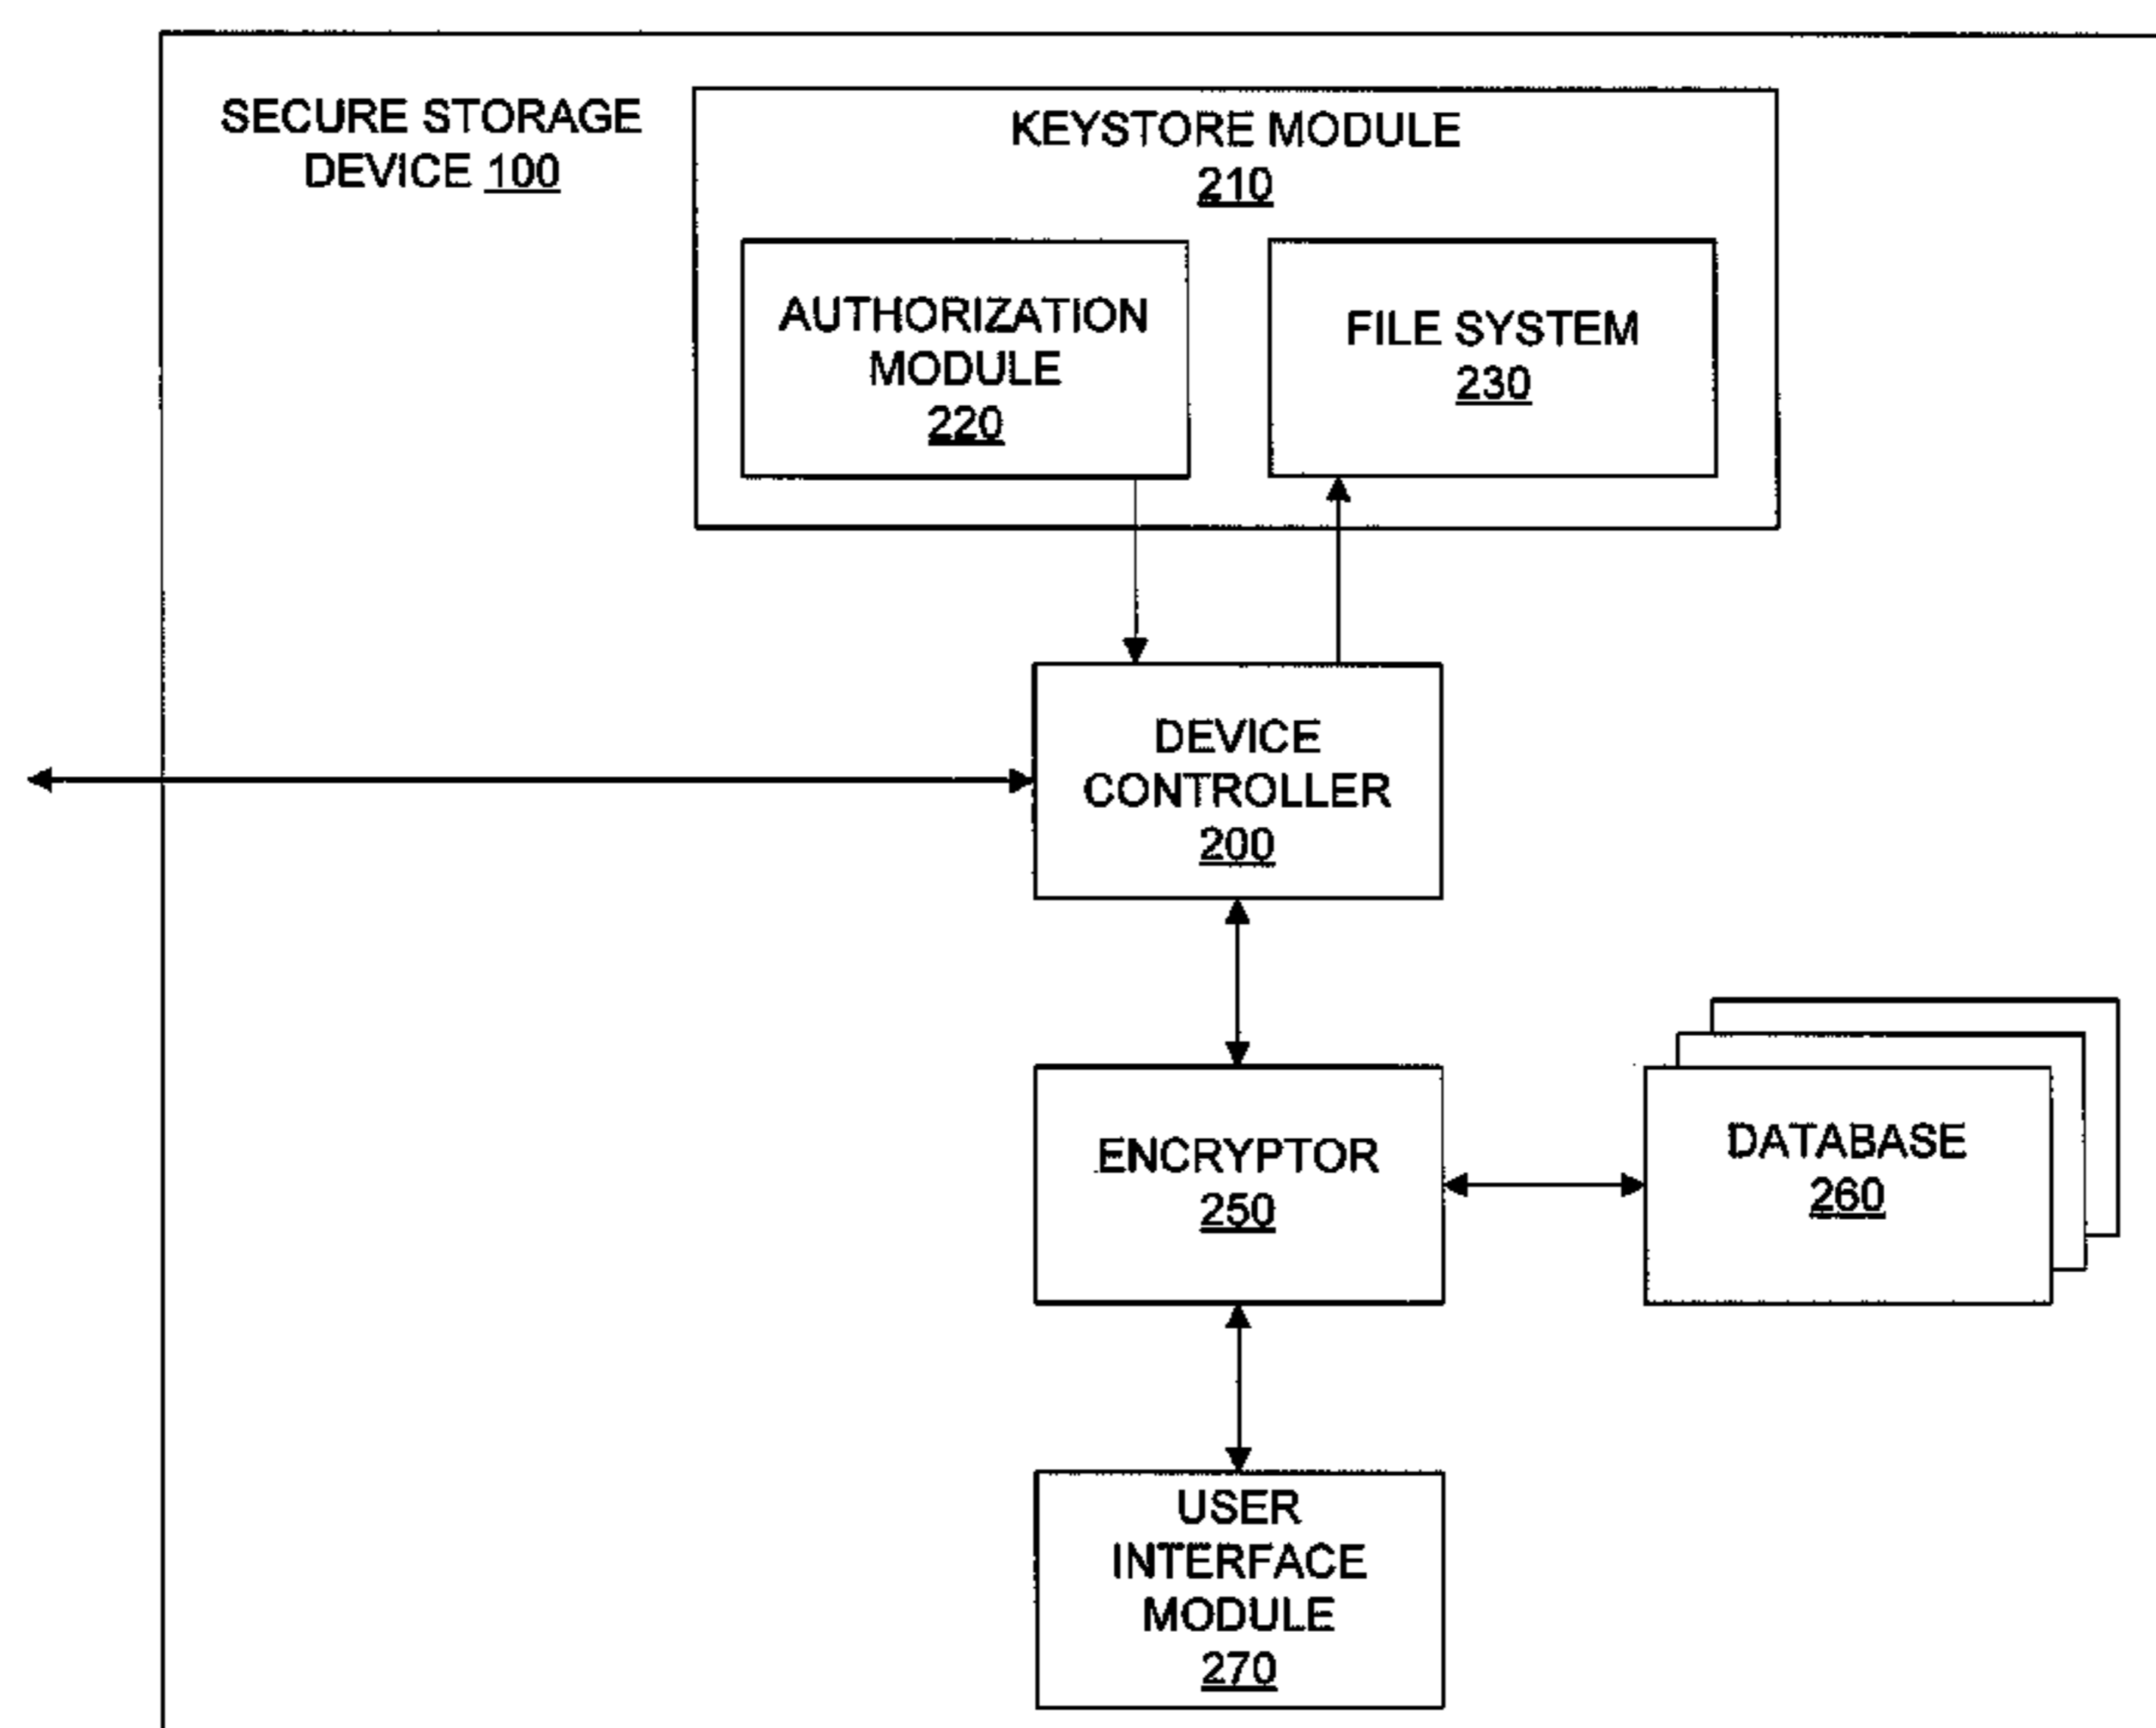 SECURE STORAGE
DEVICE 100
KEYSTORE MODULE
210
AUTHORIZATION
MODULE
220
FILE SYSTEM
230
DEVICE
CONTROLLER
200
ENCRYPTOR
250
DATABASE
260
USER
INTERFACE
MODULE
270